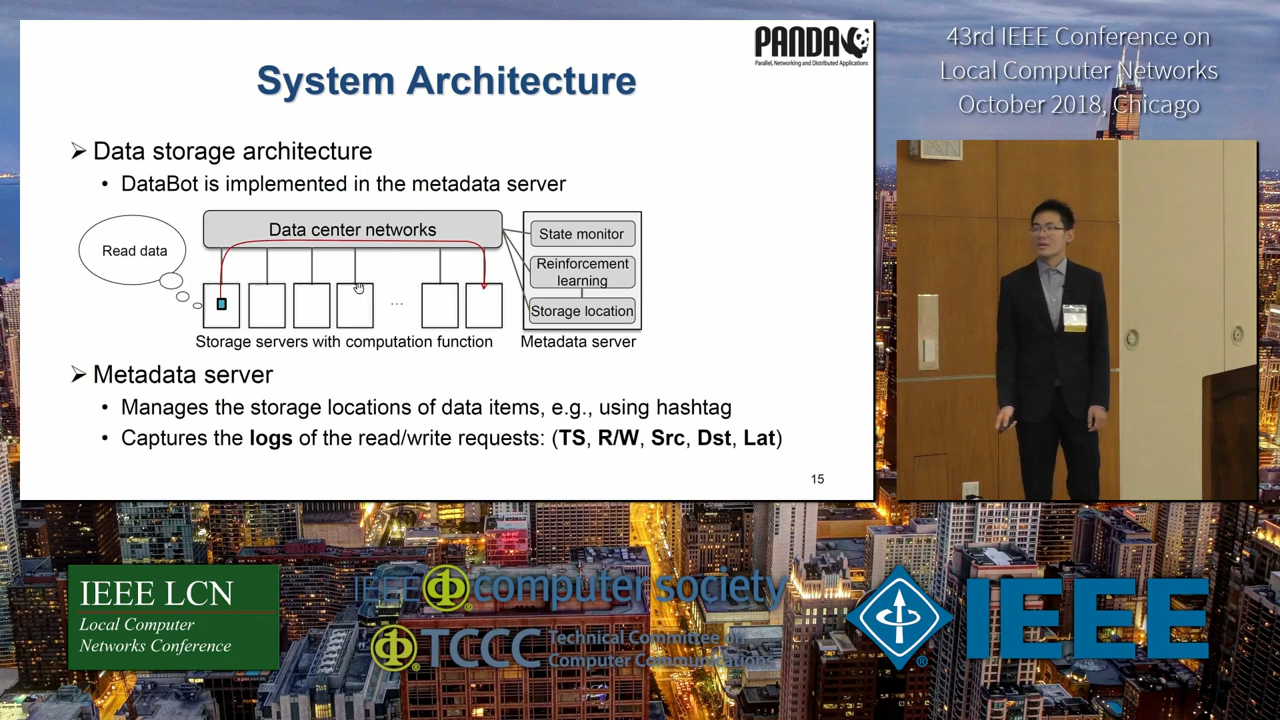 PANDA
Parallel, Networking and Distributed Applications
System Architecture
➢ Data storage architecture
• DataBot is implemented in the metadata server
Read data
Data center networks
State monitor
Reinforcement
learning
Storage location
...
Storage servers with computation function
Metadata server
➢ Metadata server
• Manages the storage locations of data items, e.g., using hashtag
• Captures the logs of the read/write requests: (TS, R/W, Src, Dst, Lat)
15
43rd IEEE Conference on
Local Computer Networks
October 2018, Chicago
IEEE LCN
Local Computer
Networks Conference
IEEE computer society
TCCC Technical Committee on
Computer Communications
IEEE